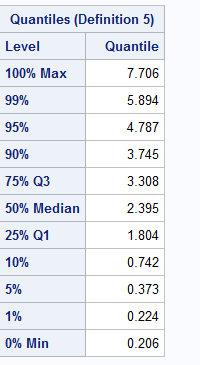 Quantiles (Definition 5)
Level Quantile
100% Max 7.706
99% 5.894
95% 4.787
90% 3.745
75% Q3 3.308
50% Median 2.395
25% Q1 1.804
10% 0.742
5% 0.373
1% 0.224
0% Min 0.206